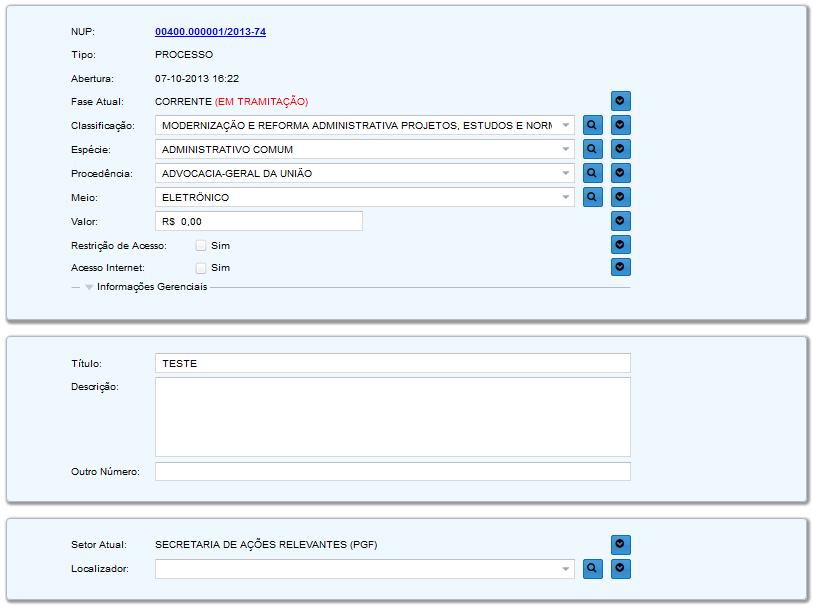 NUP: 00400.000001/2013-74
Tipo: PROCESSO
Abertura: 07-10-2013 16:22
Fase Atual: CORRENTE (EM TRAMITAÇÃO)
Classificação: MODERNIZAÇÃO E REFORMA ADMINISTRATIVA PROJETOS, ESTUDOS E NORM
Espécie: ADMINISTRATIVO COMUM
Procedência: ADVOCACIA-GERAL DA UNIÃO
Meio: ELETRÔNICO
Valor: R$ 0,00
Restrição de Acesso: Sim
Acesso Internet: Sim
Informações Gerenciais
Título: TESTE
Descrição:
Outro Número:
Setor Atual: SECRETARIA DE AÇÕES RELEVANTES (PGF)
Localizador: